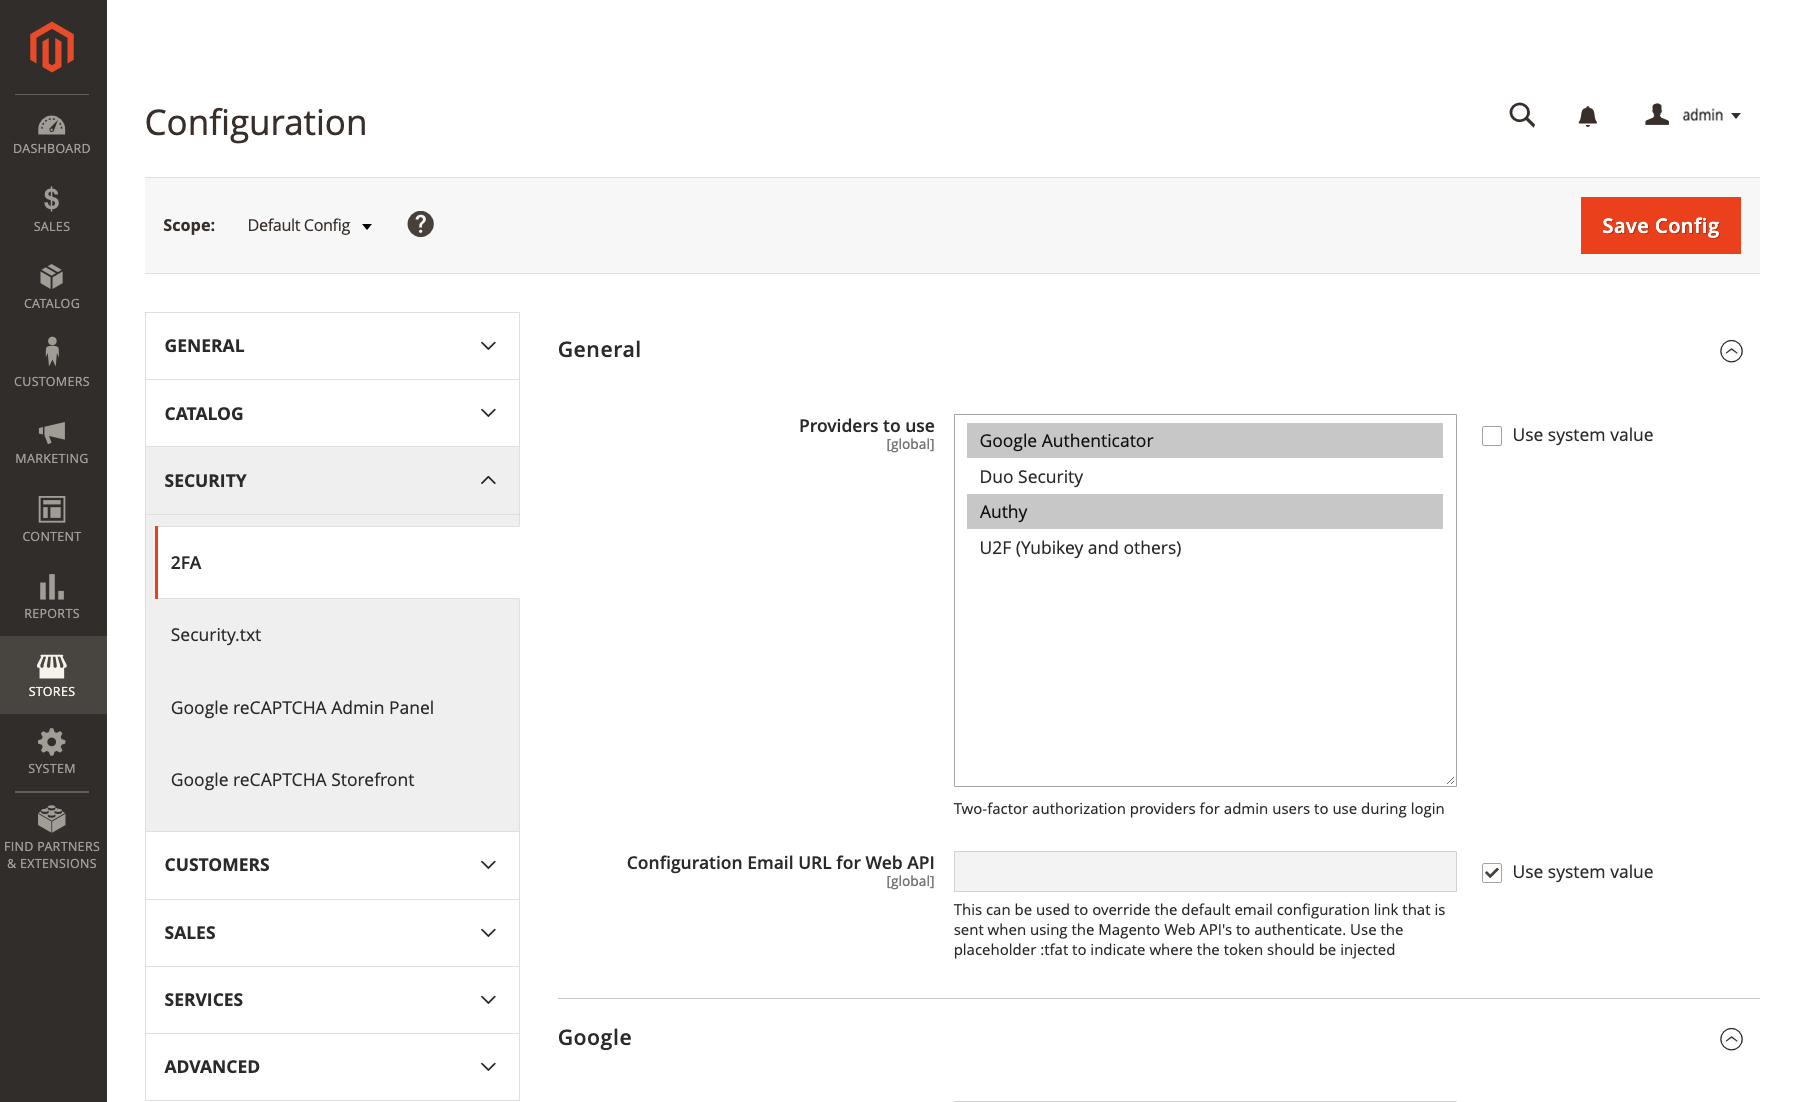 DASHBOARD
SALES
CATALOG
CUSTOMERS
MARKETING
CONTENT
REPORTS
STORES
SYSTEM
FIND PARTNERS
& EXTENSIONS
Configuration
admin
Scope:
Default Config
?
Save Config
GENERAL
CATALOG
SECURITY
2FA
Security.txt
Google reCAPTCHA Admin Panel
Google reCAPTCHA Storefront
CUSTOMERS
SALES
SERVICES
ADVANCED
General
Providers to use
[global]
Google Authenticator
Duo Security
Authy
U2F (Yubikey and others)
Use system value
Two-factor authorization providers for admin users to use during login
Configuration Email URL for Web API
[global]
Use system value
This can be used to override the default email configuration link that is
sent when using the Magento Web API's to authenticate. Use the
placeholder :tfat to indicate where the token should be injected
Google